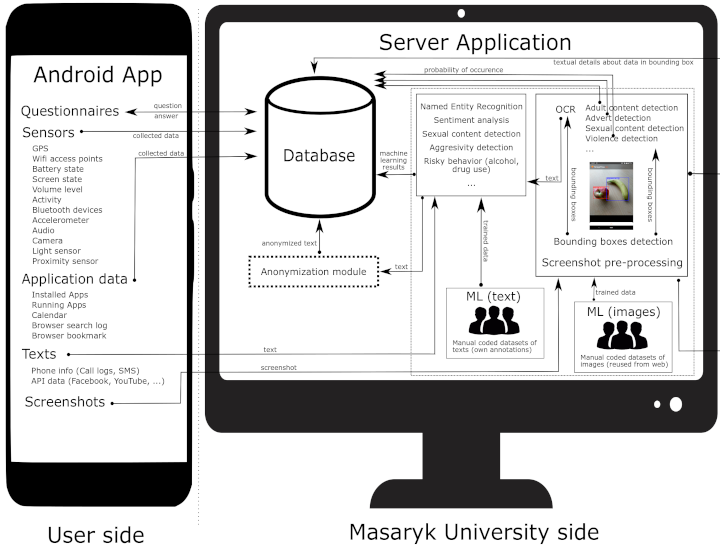 Android App
Questionnaires
Sensors
GPS
Wifi access points
Battery state
Screen state
Volume level
Activity
Bluetooth devices
Accelerometer
Audio
Camera
Light sensor
Proximity sensor
Application data
Installed Apps
Running Apps
Calendar
Browser search log
Browser bookmark
Texts
Phone info (Call logs, SMS)
API data (Facebook, YouTube, ...)
Screenshots
User side
question
answer
collected data
collected data
text
screenshot
Server Application
textual details about data in bounding box
probability of occurence
Database
machine
learning
results
anonymized text
Anonymization module
text
Named Entity Recognition
Sentiment analysis
Sexual content detection
Aggresivity detection
Risky behavior (alcohol,
drug use)
...
text
trained data
ML (text)
Manual coded datasets of
texts (own annotations)
OCR
Adult content detection
Advert detection
Sexual content detection
Violence detection
...
bounding boxes
bounding boxes
Bounding boxes detection
Screenshot pre-processing
trained data
ML (images)
Manual coded datasets of
images (reused from web)
Masaryk University side